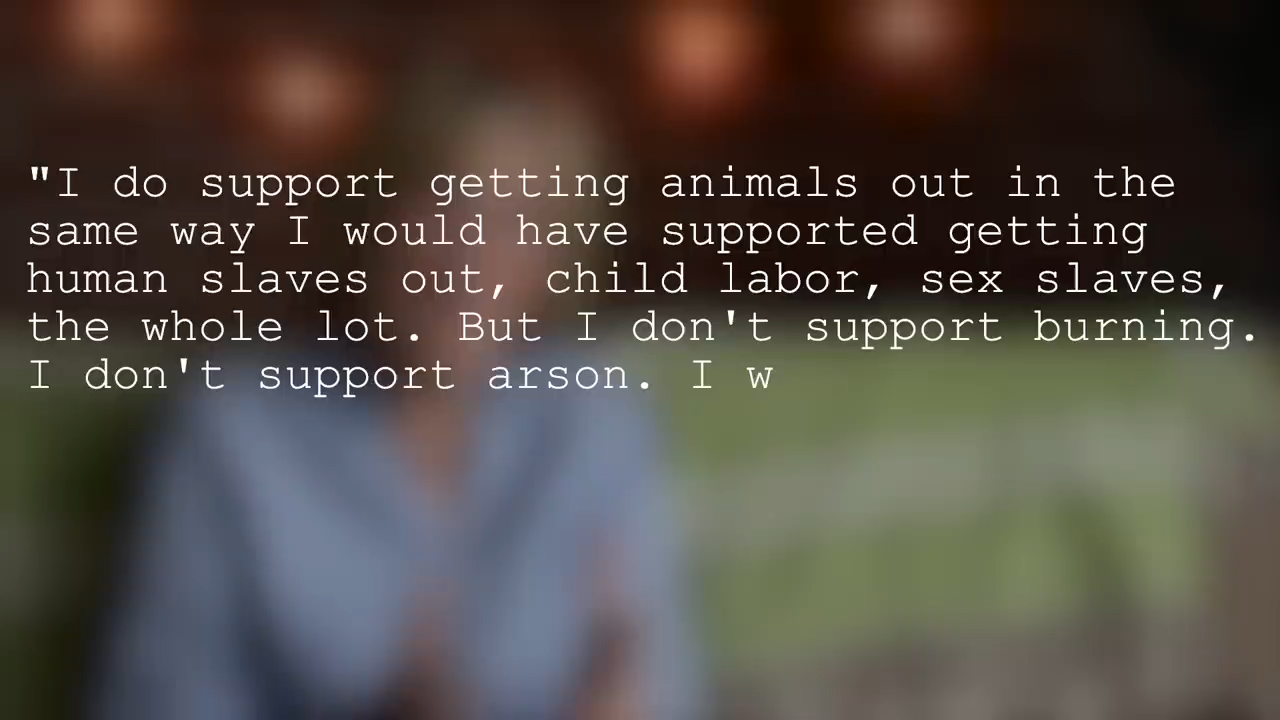 "I do support getting animals out in the
same way I would have supported getting
human slaves out, child labor, sex slaves,
the whole lot. But I don't support burning.
I don't support arson. I w